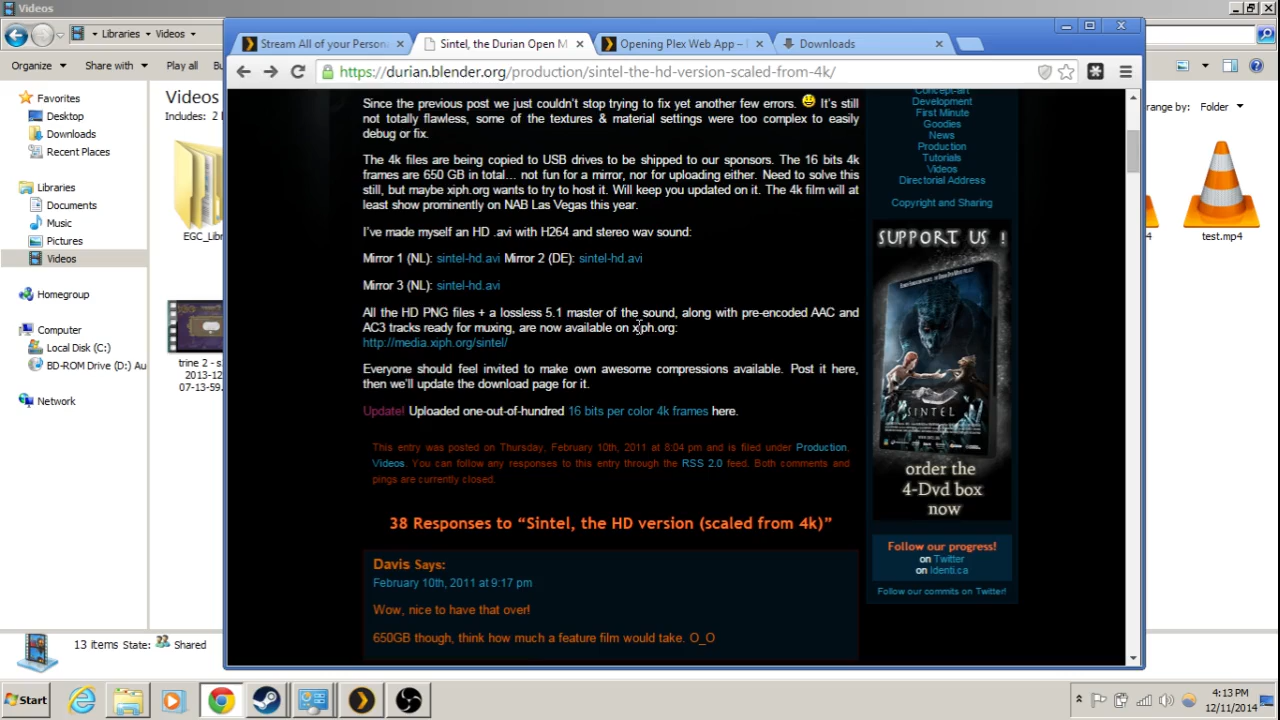 Videos
Libraries ▸ Videos
Organize Share with Play all Bu
Favorites
Desktop
Downloads
Recent Places
Libraries
Documents
Music
Pictures
Videos
Homegroup
Computer
Local Disk (C:)
BD-ROM Drive (D:) Au
Network
Videos
Includes: 2
EGC_Lib
trine 2 - s
2013-12
07-13-59.
13 items State: Shared
Stream All of your Person
Sintel, the Durian Open M
Opening Plex Web App –
Downloads
https://durian.blender.org/production/sintel-the-hd-version-scaled-from-4k/
Since the previous post we just couldn't stop trying to fix yet another few errors. It's still
not totally flawless, some of the textures & material settings were too complex to easily
debug or fix.
The 4k files are being copied to USB drives to be shipped to our sponsors. The 16 bits 4k
frames are 650 GB in total… not fun for a mirror, nor for uploading either. Need to solve this
still, but maybe xiph.org wants to try to host it. Will keep you updated on it. The 4k film will at
least show prominently on NAB Las Vegas this year.
I've made myself an HD .avi with H264 and stereo wav sound:
Mirror 1 (NL): sintel-hd.avi Mirror 2 (DE): sintel-hd.avi
Mirror 3 (NL): sintel-hd.avi
All the HD PNG files + a lossless 5.1 master of the sound, along with pre-encoded AAC and
AC3 tracks ready for muxing, are now available on xiph.org:
http://media.xiph.org/sintel/
Everyone should feel invited to make own awesome compressions available. Post it here,
then we'll update the download page for it.
Update! Uploaded one-out-of-hundred 16 bits per color 4k frames here.
This entry was posted on Thursday, February 10th, 2011 at 8:04 pm and is filed under Production,
Videos. You can follow any responses to this entry through the RSS 2.0 feed. Both comments and
pings are currently closed.
38 Responses to “Sintel, the HD version (scaled from 4k)”
Davis Says:
February 10th, 2011 at 9:17 pm
Wow, nice to have that over!
650GB though, think how much a feature film would take. O_O
Concept-art
Development
First Minute
Goodies
News
Production
Tutorials
Videos
Directorial Address
Copyright and Sharing
SUPPORT US !
SINTEL
order the
4-Dvd box
now
Follow our progress!
on Twitter
on Identi.ca
Follow our commits on Twitter!
range by: Folder
4
test.mp4
Start
4:13 PM
12/11/2014